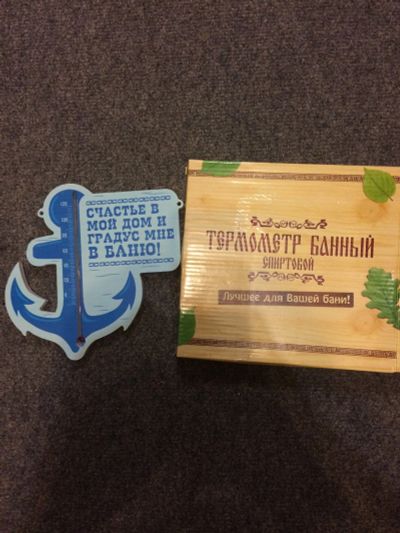 СЧАСТЬЕ В
МОЙ ДОМ И
ГРАДУС МНЕ
В БАНЮ!
ТЕРМОМЕТР БАННЫЙ
СПИРТОВОЙ
Лучшее для Вашей бани!